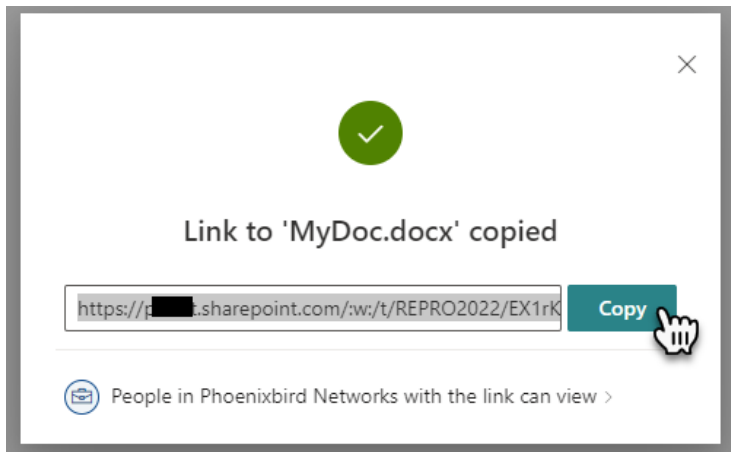 Link to 'MyDoc.docx' copied
https://p t.sharepoint.com/:w:/t/REPRO2022/EX1rK Copy
People in Phoenixbird Networks with the link can view >